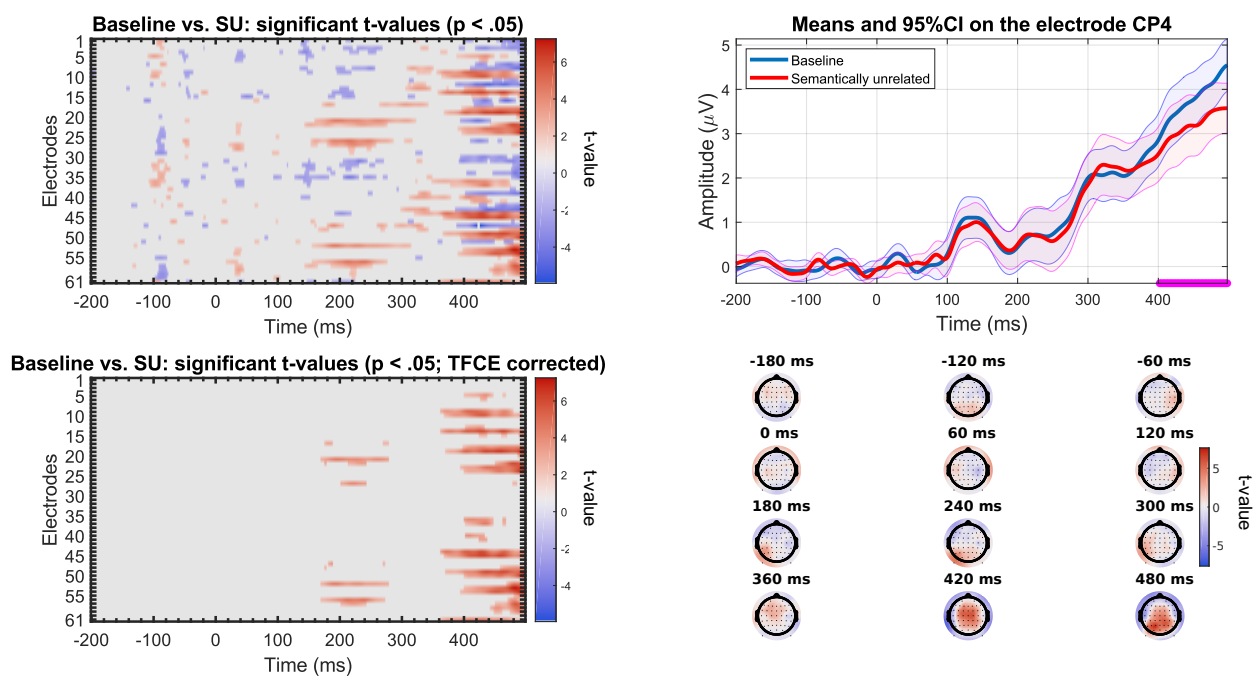 Baseline vs. SU: significant t-values (p < .05)
1
5
10
15
20
25
30
35
40
45
50
55
61
Electrodes
-200 -100 0 100 200 300 400
Time (ms)
6
4
2
0
-2
-4
t-value
Means and 95%CI on the electrode CP4
Baseline
Semantically unrelated
5
4
3
2
1
0
Amplitude (μV)
-200 -100 0 100 200 300 400
Time (ms)
Baseline vs. SU: significant t-values (p < .05; TFCE corrected)
1
5
10
15
20
25
30
35
40
45
50
55
61
Electrodes
-200 -100 0 100 200 300 400
Time (ms)
6
4
2
0
-2
-4
t-value
-180 ms -120 ms -60 ms
0 ms 60 ms 120 ms
180 ms 240 ms 300 ms
360 ms 420 ms 480 ms
5
0
-5
t-value